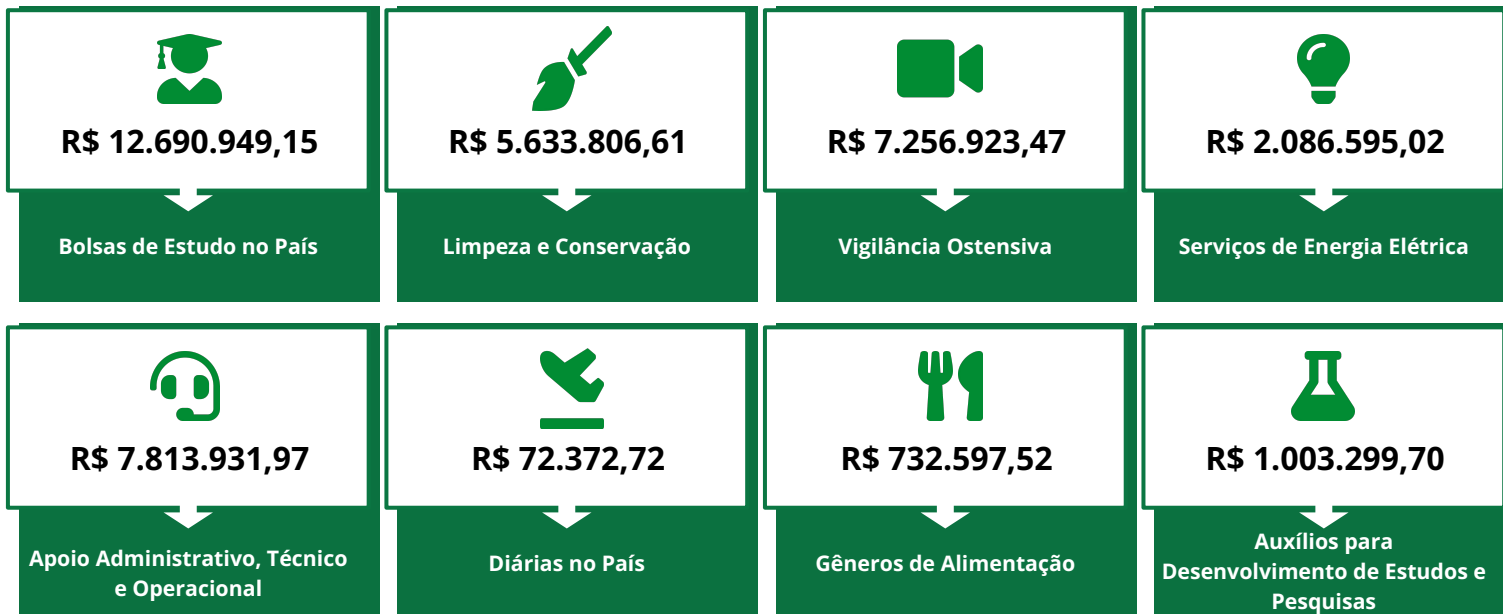 R$ 12.690.949,15
Bolsas de Estudo no País
R$ 5.633.806,61
Limpeza e Conservação
R$ 7.256.923,47
Vigilância Ostensiva
R$ 2.086.595,02
Serviços de Energia Elétrica
R$ 7.813.931,97
Apoio Administrativo, Técnico
e Operacional
R$ 72.372,72
Diárias no País
R$ 732.597,52
Gêneros de Alimentação
R$ 1.003.299,70
Auxílios para
Desenvolvimento de Estudos e
Pesquisas